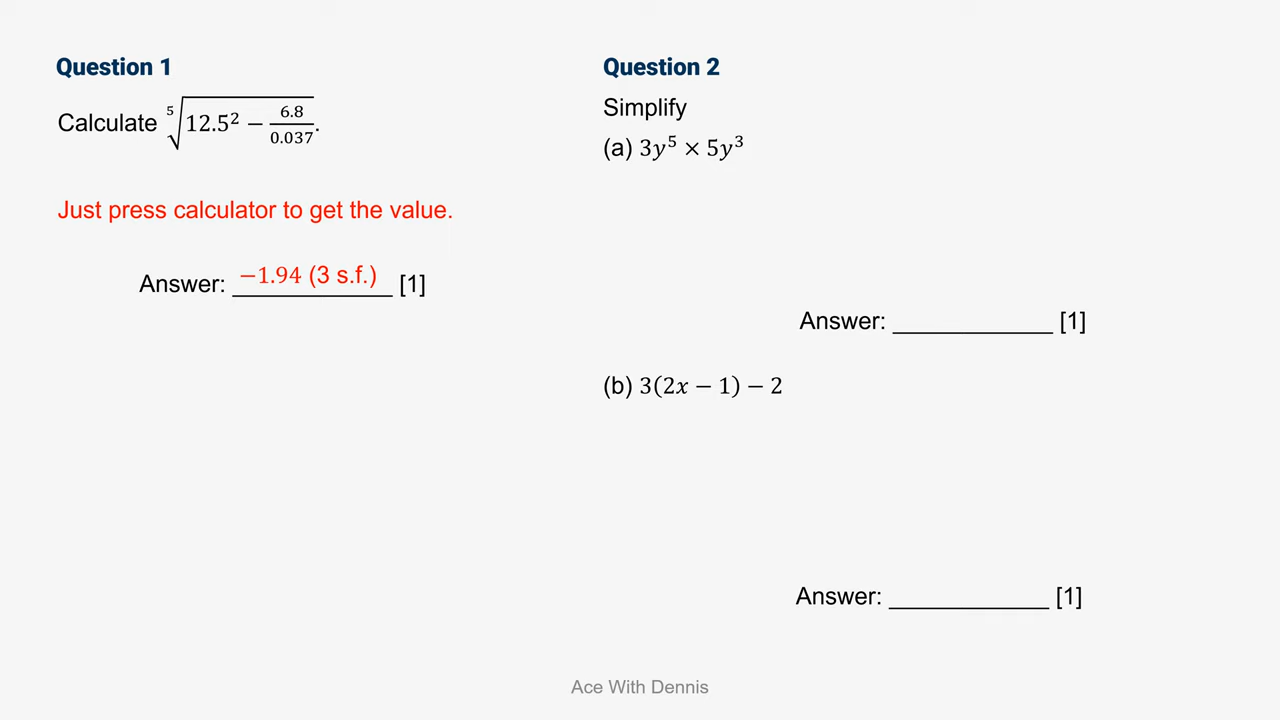 Question 1
Calculate ⁵√(12.5² − 6.8/0.037).
Just press calculator to get the value.
Answer: −1.94 (3 s.f.) [1]
Question 2
Simplify
(a) 3y⁵ × 5y³
Answer: _____________ [1]
(b) 3(2x − 1) − 2
Answer: _____________ [1]
Ace With Dennis